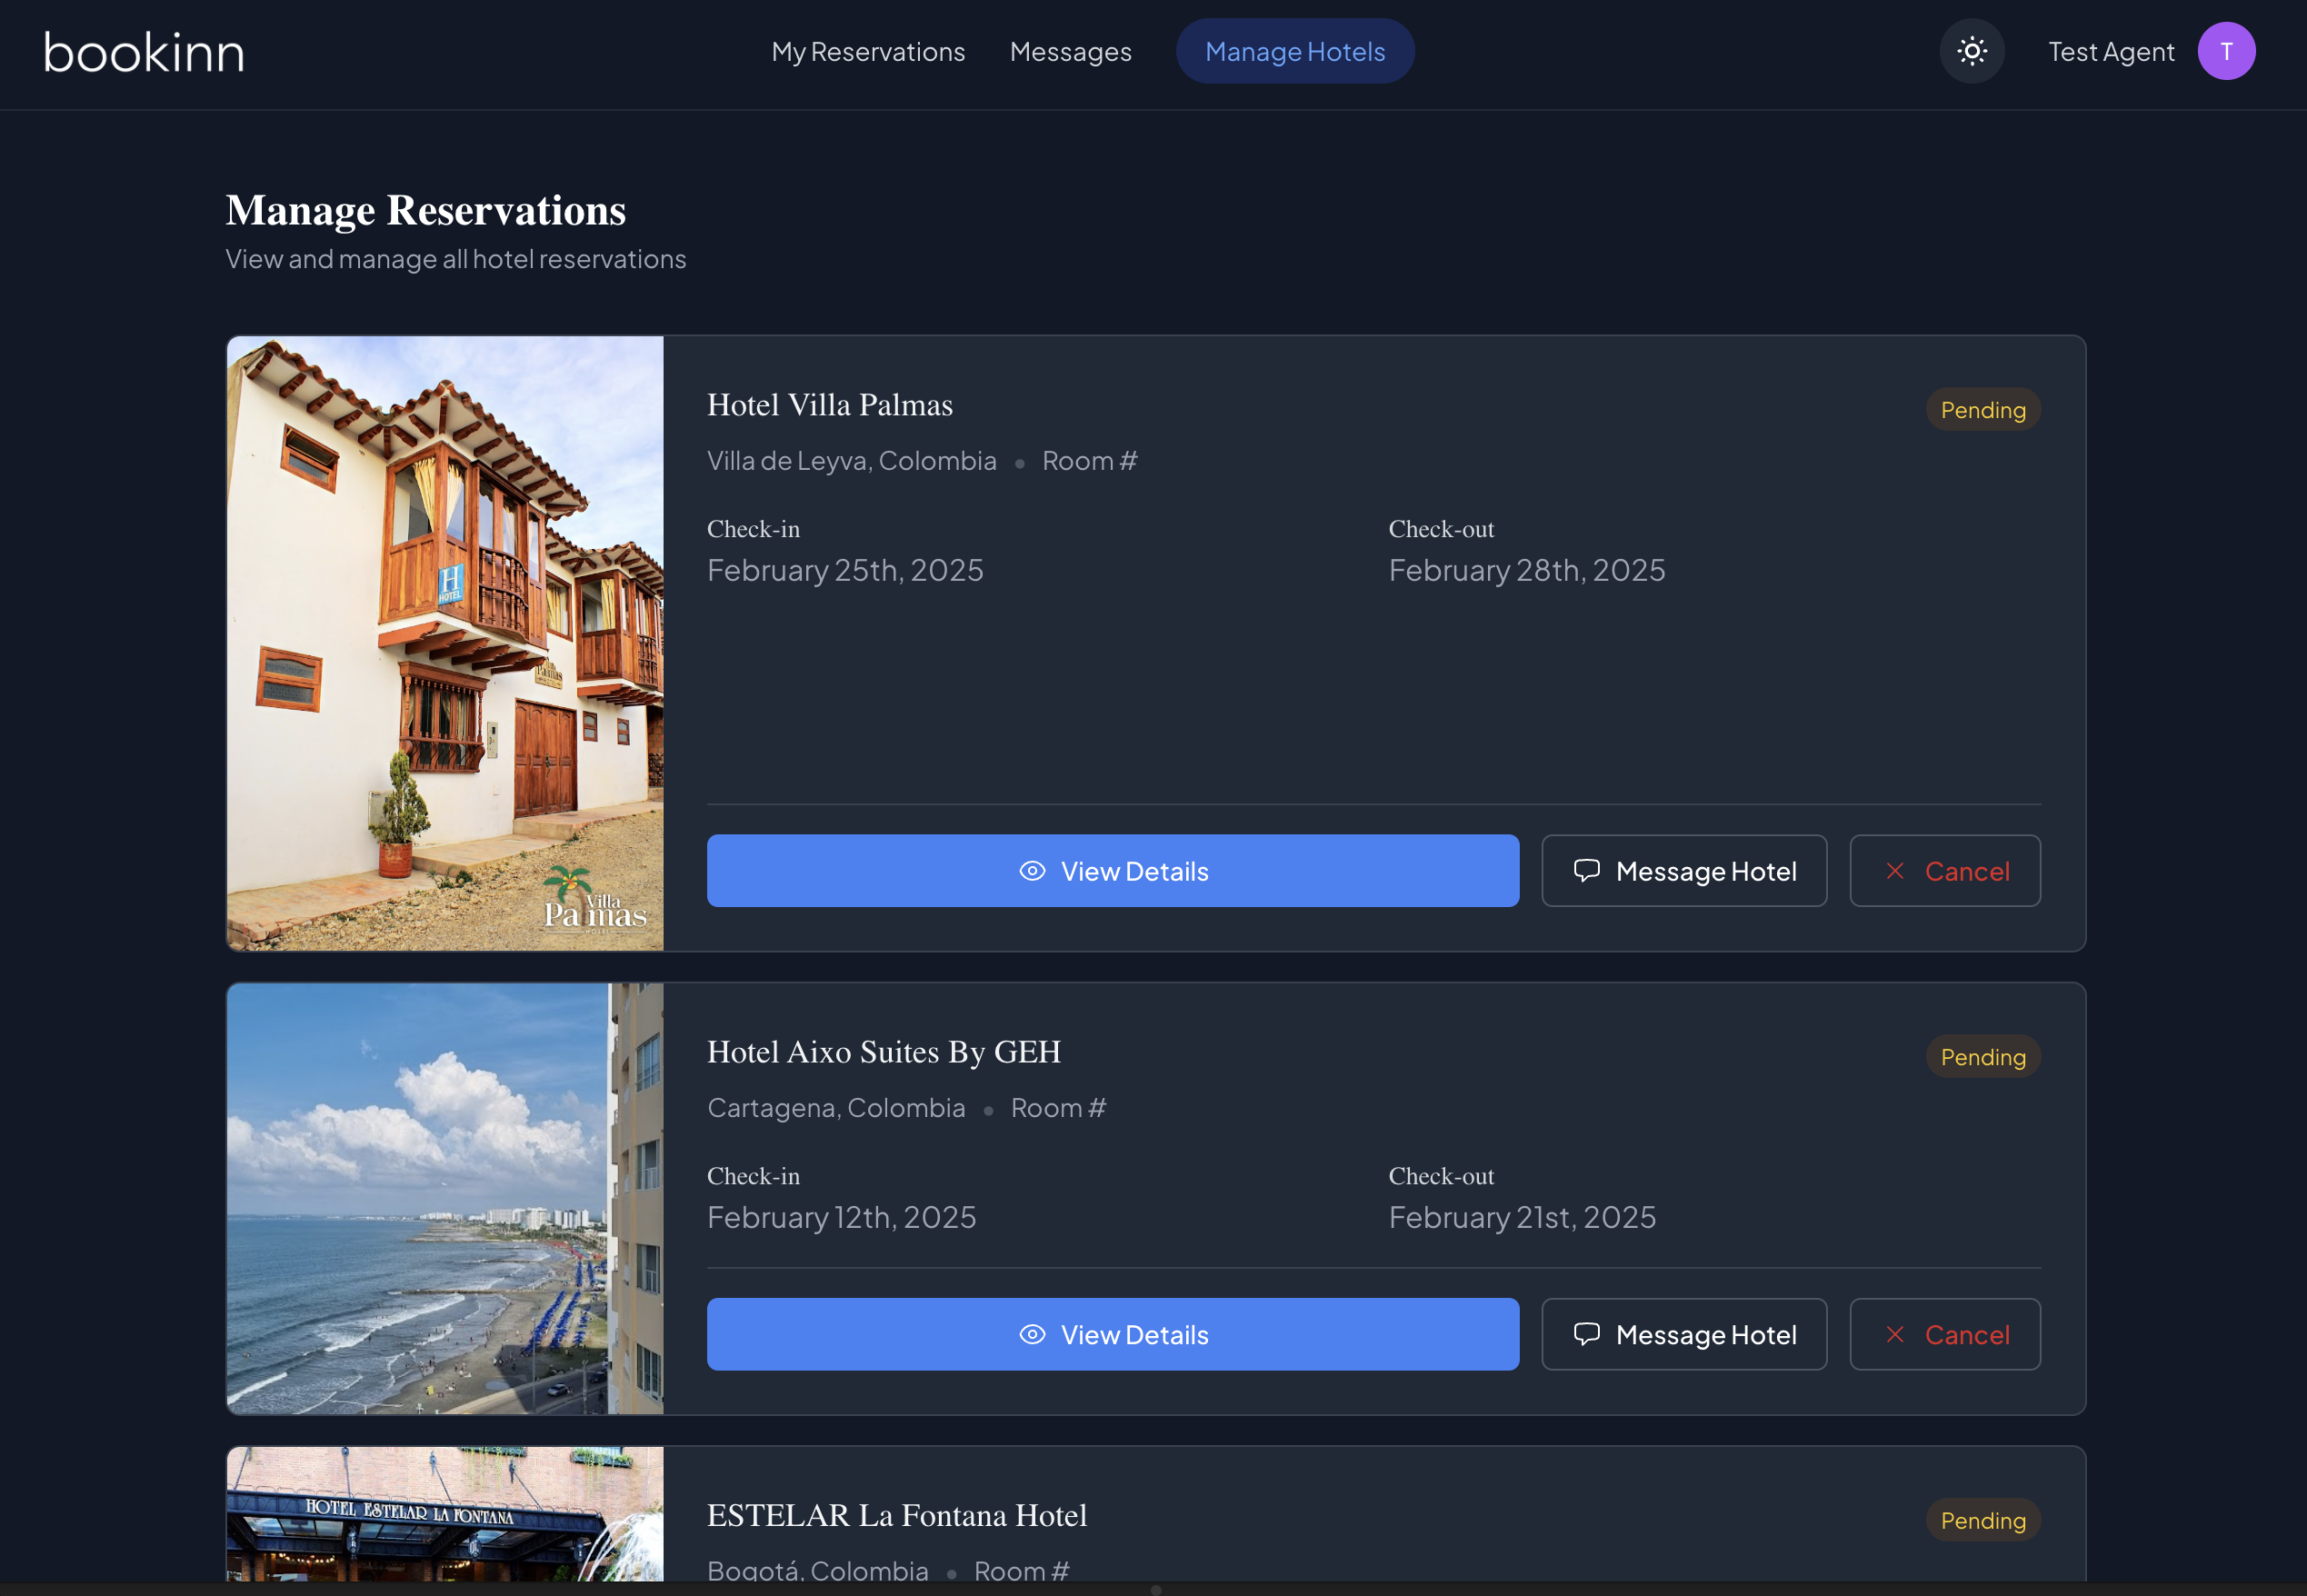 bookinn
My Reservations
Messages
Manage Hotels
Test Agent
T
Manage Reservations
View and manage all hotel reservations
H
HOTEL
Palmas
Villa
Palmas
HOTEL
Hotel Villa Palmas
Pending
Villa de Leyva, Colombia • Room #
Check-in
Check-out
February 25th, 2025
February 28th, 2025
View Details
Message Hotel
Cancel
Hotel Aixo Suites By GEH
Pending
Cartagena, Colombia • Room #
Check-in
Check-out
February 12th, 2025
February 21st, 2025
View Details
Message Hotel
Cancel
HOTEL ESTELAR LA FONTANA
ESTELAR La Fontana Hotel
Pending
Bogotá, Colombia • Room #